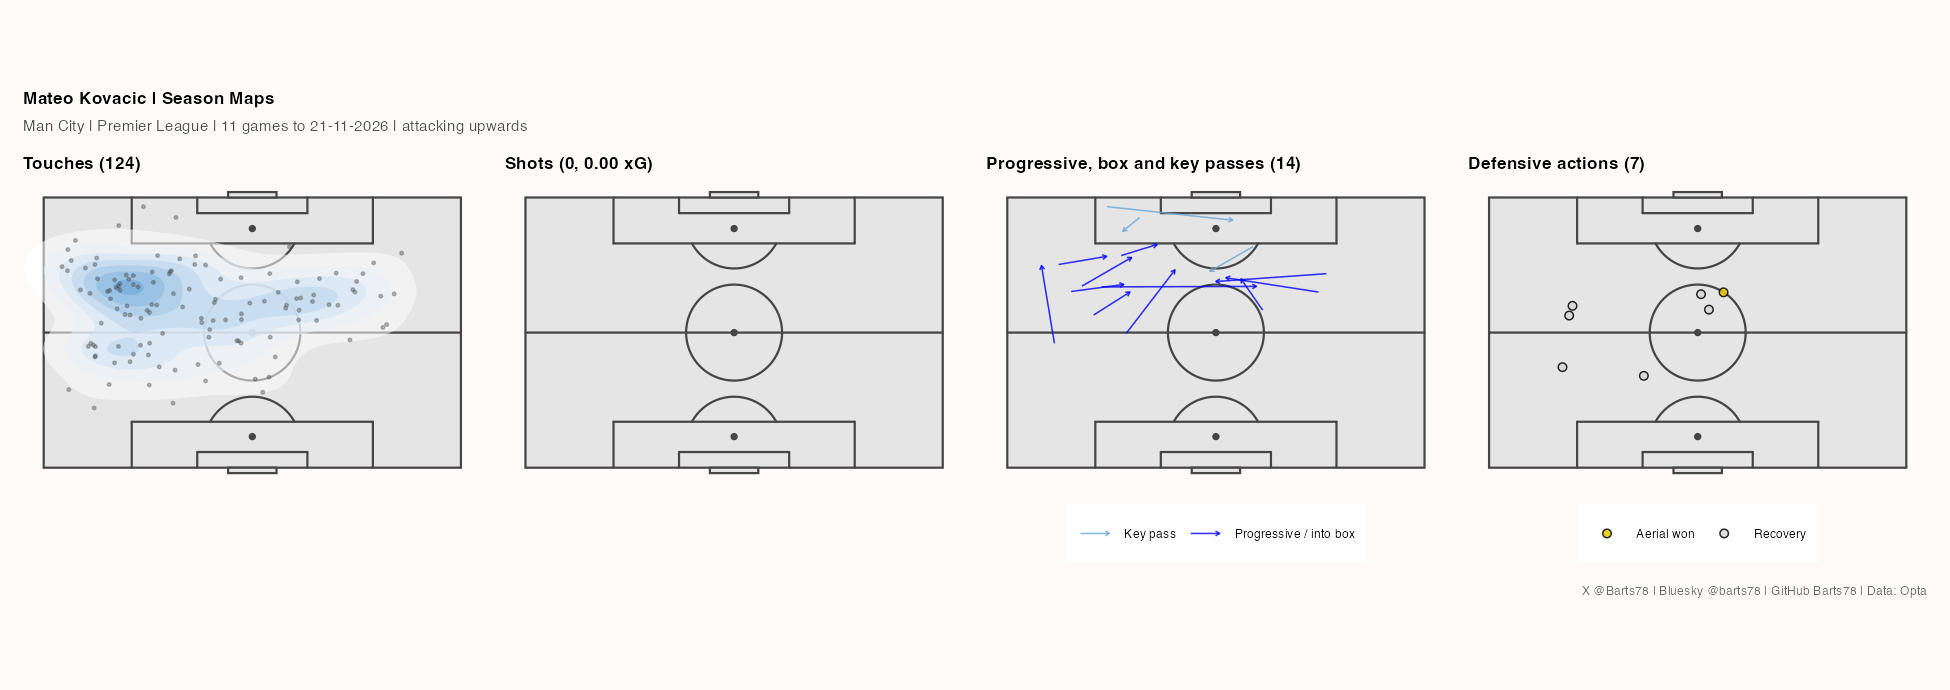 Mateo Kovacic | Season Maps
Man City | Premier League | 11 games to 21-11-2026 | attacking upwards
Touches (124)
Shots (0, 0.00 xG)
Progressive, box and key passes (14)
Defensive actions (7)
Key pass
Progressive / into box
Aerial won
Recovery
X @Barts78 | Bluesky @barts78 | GitHub Barts78 | Data: Opta